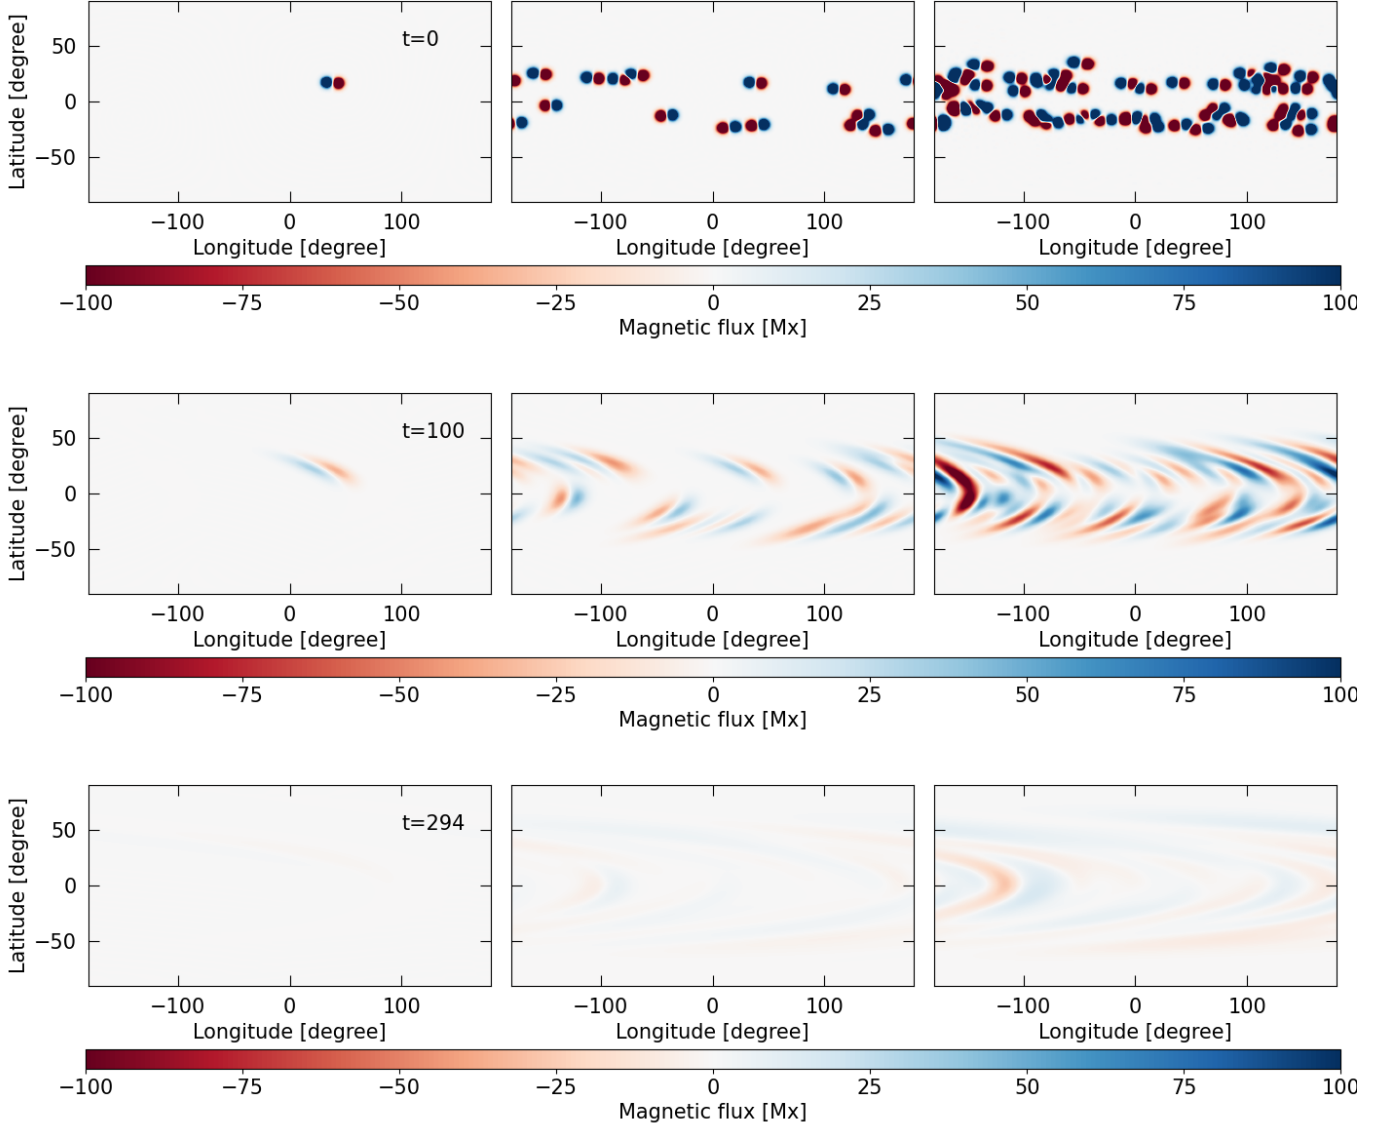 t=0
50
0
−50
Latitude [degree]
−100 0 100 −100 0 100 −100 0 100
Longitude [degree] Longitude [degree] Longitude [degree]
−100 −75 −50 −25 0 25 50 75 100
Magnetic flux [Mx]
t=100
50
0
−50
Latitude [degree]
−100 0 100 −100 0 100 −100 0 100
Longitude [degree] Longitude [degree] Longitude [degree]
−100 −75 −50 −25 0 25 50 75 100
Magnetic flux [Mx]
t=294
50
0
−50
Latitude [degree]
−100 0 100 −100 0 100 −100 0 100
Longitude [degree] Longitude [degree] Longitude [degree]
−100 −75 −50 −25 0 25 50 75 100
Magnetic flux [Mx]